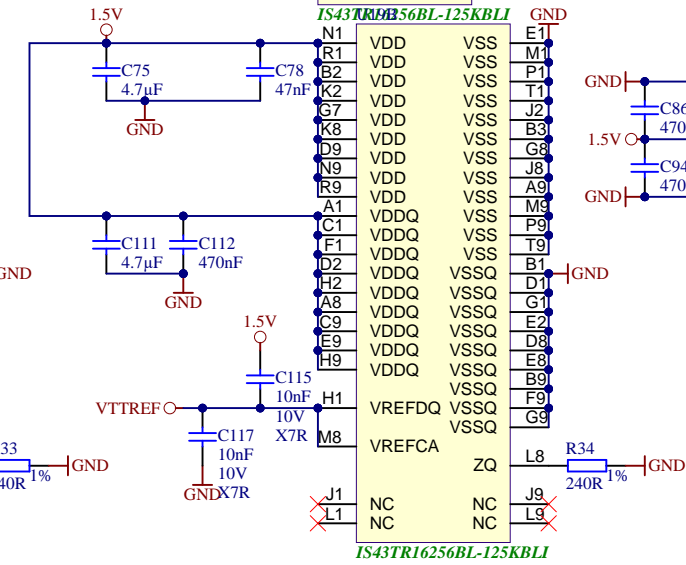 IS43TR16256BL-125KBLI
1.5V
GND
N1 VDD VSS E1
R1 VDD VSS M1
B2 VDD VSS P1
K2 VDD VSS T1
G7 VDD VSS J2
K8 VDD VSS B3
D9 VDD VSS G8
N9 VDD VSS J8
R9 VDD VSS A9
A1 VDDQ VSS M9
C1 VDDQ VSS P9
F1 VDDQ VSS T9
D2 VDDQ VSSQ B1
H2 VDDQ VSSQ D1
A8 VDDQ VSSQ G1
C9 VDDQ VSSQ E2
E9 VDDQ VSSQ D8
H9 VDDQ VSSQ E8
VSSQ B9
H1 VREFDQ VSSQ F9
VSSQ G9
M8 VREFCA
ZQ L8
J1 NC NC J9
L1 NC NC L9
IS43TR16256BL-125KBLI
C75
4.7µF
C78
47nF
GND
C111
4.7µF
C112
470nF
GND
GND
1.5V
C115
10nF
10V
X7R
VTTREF
C117
10nF
10V
X7R
GND
33
40R
1%
GND
GND
C86
470
1.5V
C94
470
GND
GND
R34
240R
1%
GND